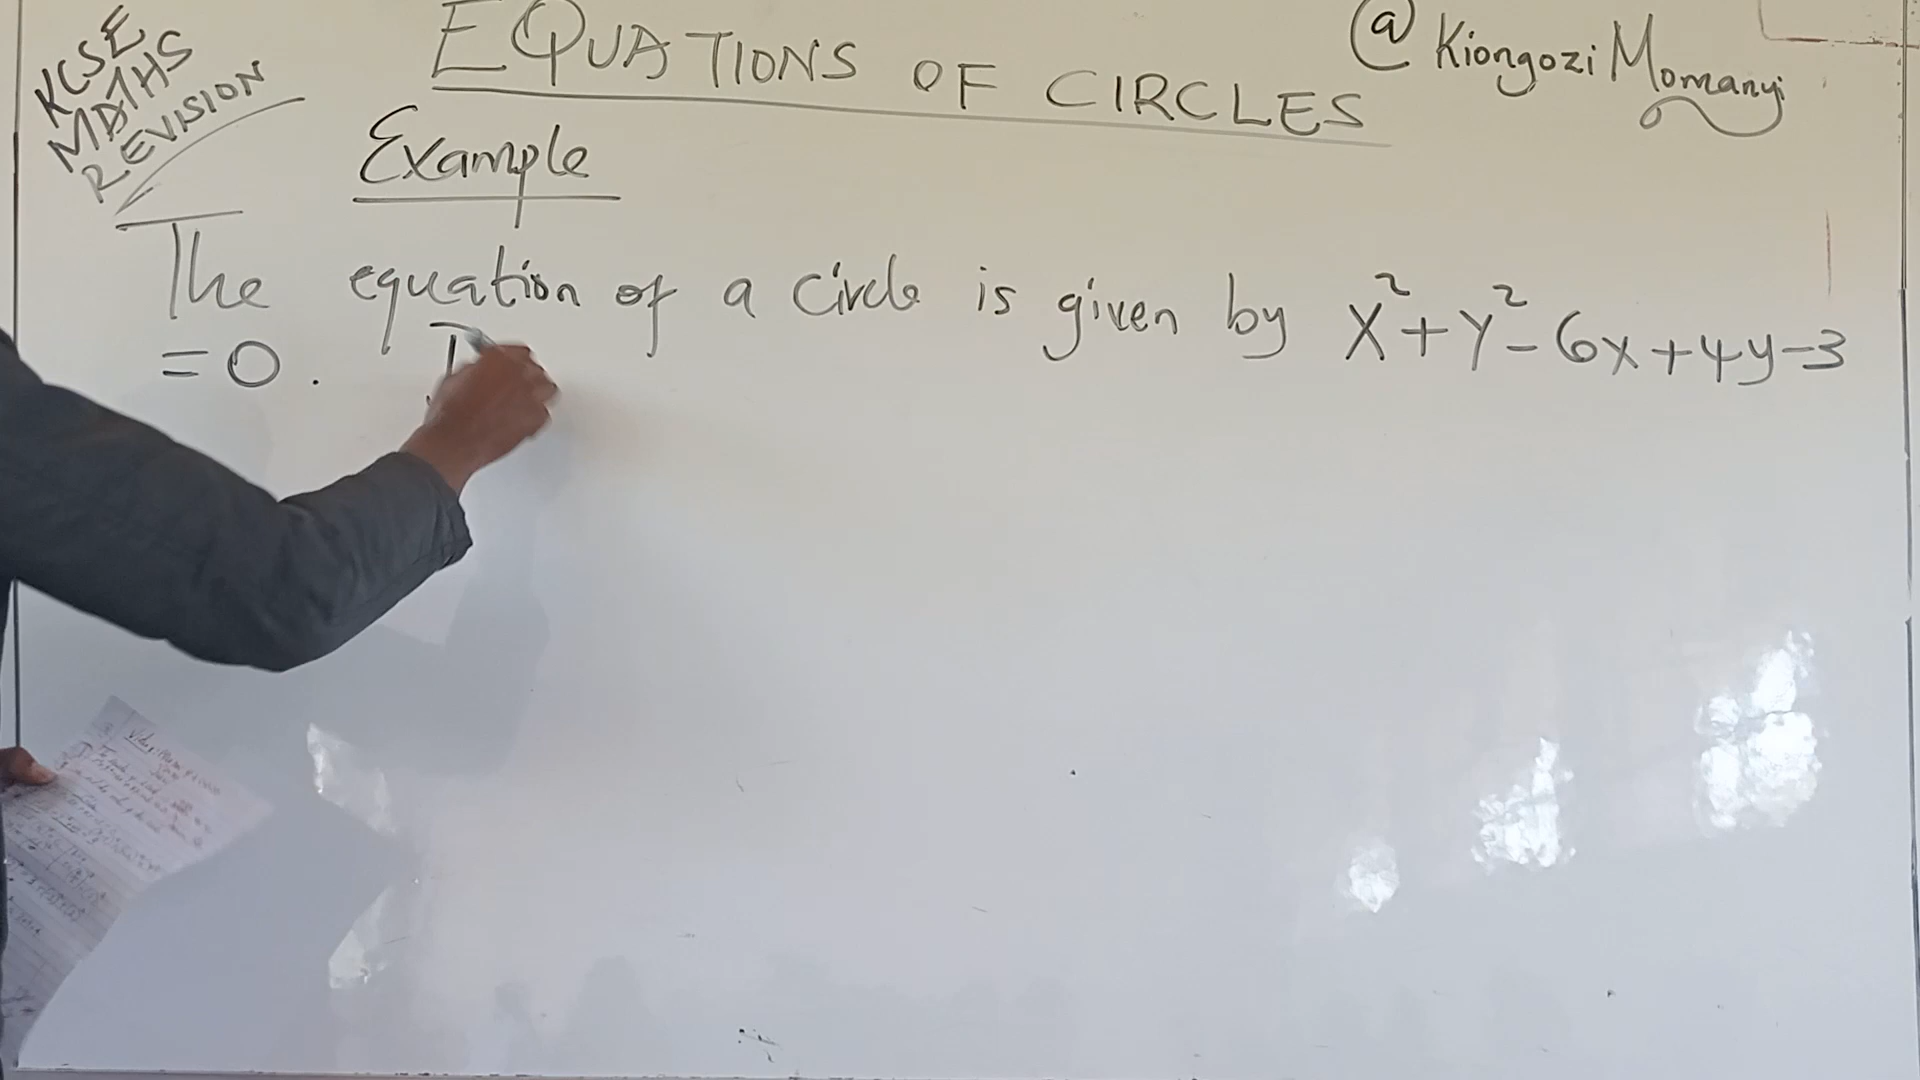 KCSE
MATHS
REVISION
EQUATIONS OF CIRCLES
@Kiongozi Momanyi
Example
The equation of a circle is given by x²+y²-6x+4y-3
=0.